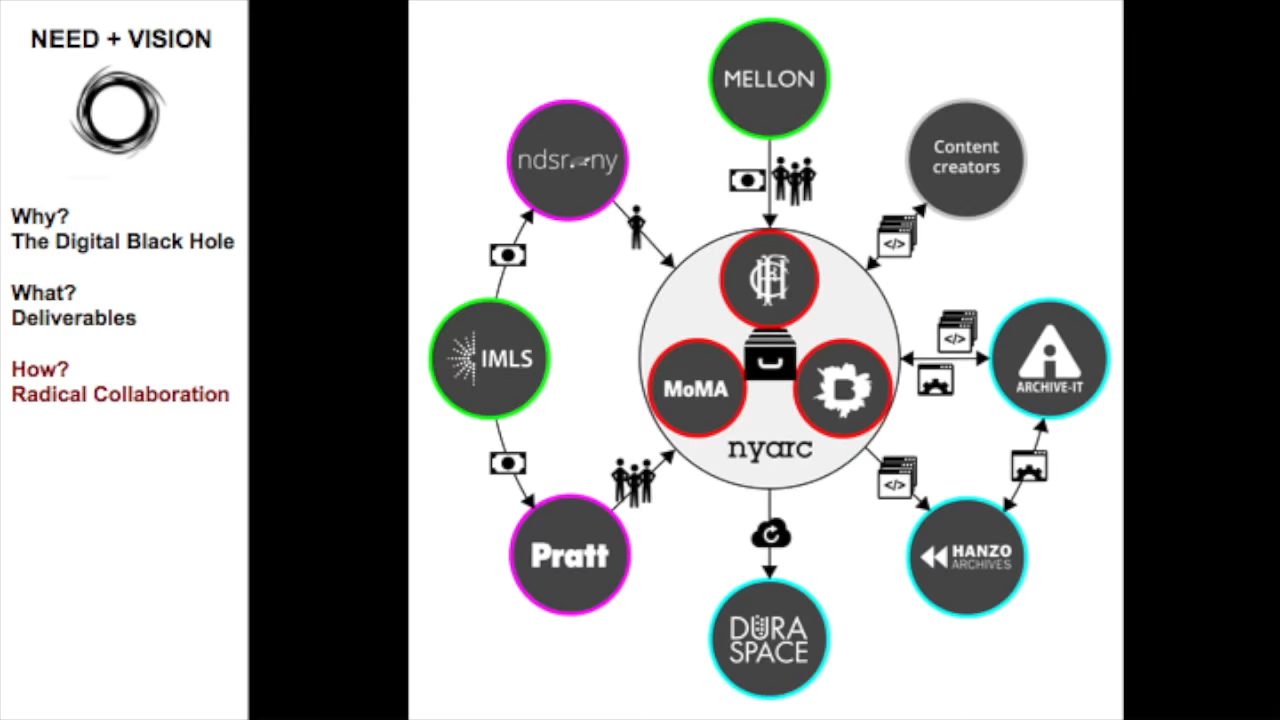 NEED + VISION
Why?
The Digital Black Hole
What?
Deliverables
How?
Radical Collaboration
MELLON
ndsr ny
Content
creators
</>
IMLS
MoMA
B
nyarc
</>
ARCHIVE-IT
</>
Pratt
HANZO
ARCHIVES
DURA
SPACE